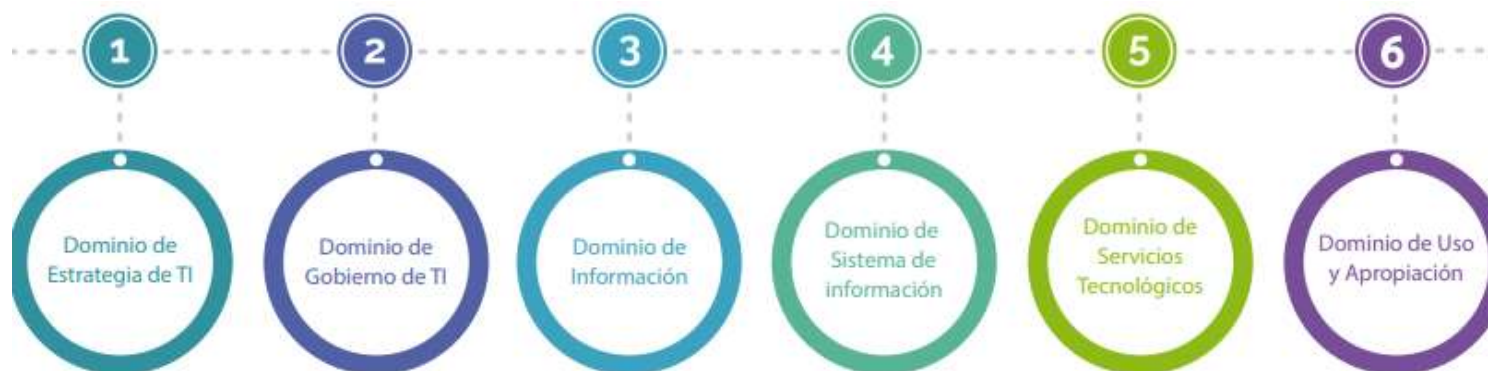 1
2
3
4
5
6
Dominio de
Estrategia de TI
Dominio de
Gobierno de TI
Dominio de
Información
Dominio de
Sistema de
información
Dominio de
Servicios
Tecnológicos
Dominio de Uso
y Apropiación